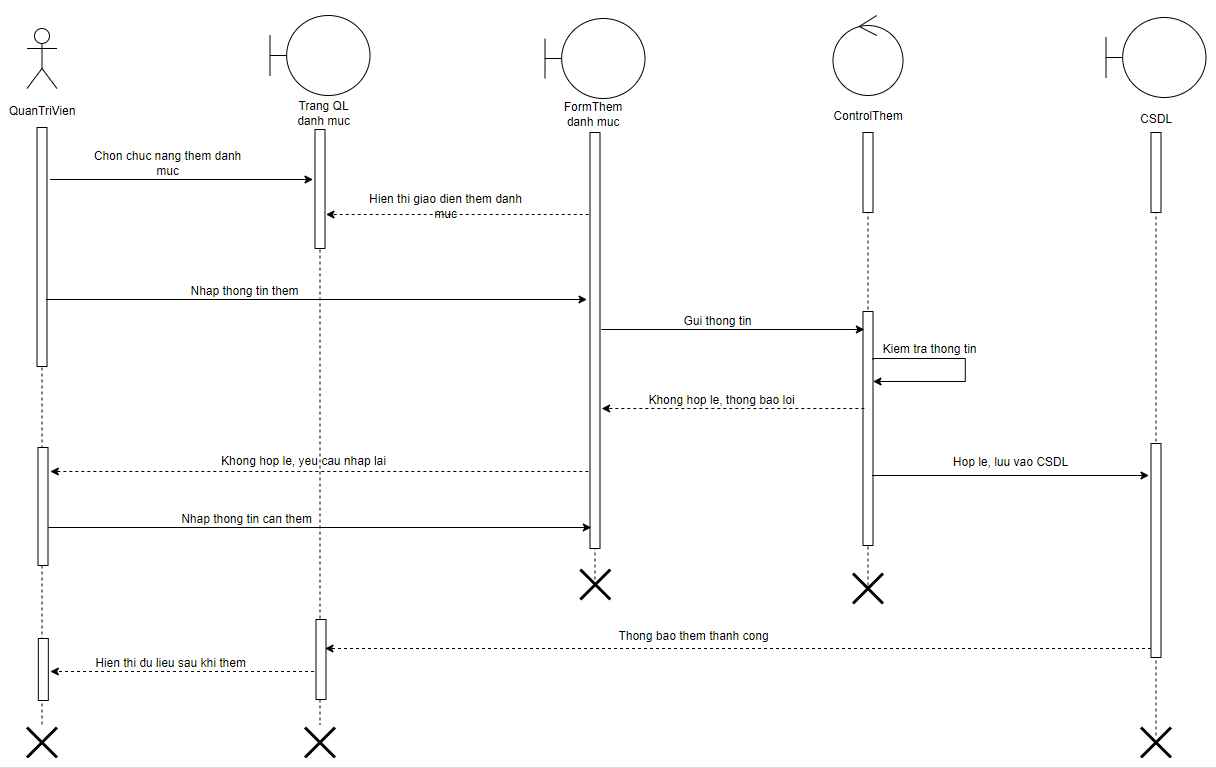 QuanTriVien
Trang QL
danh muc
FormThem
danh muc
ControlThem
CSDL
Chon chuc nang them danh
muc
Hien thi giao dien them danh
muc
Nhap thong tin them
Gui thong tin
Kiem tra thong tin
Khong hop le, thong bao loi
Khong hop le, yeu cau nhap lai
Hop le, luu vao CSDL
Nhap thong tin can them
Thong bao them thanh cong
Hien thi du lieu sau khi them